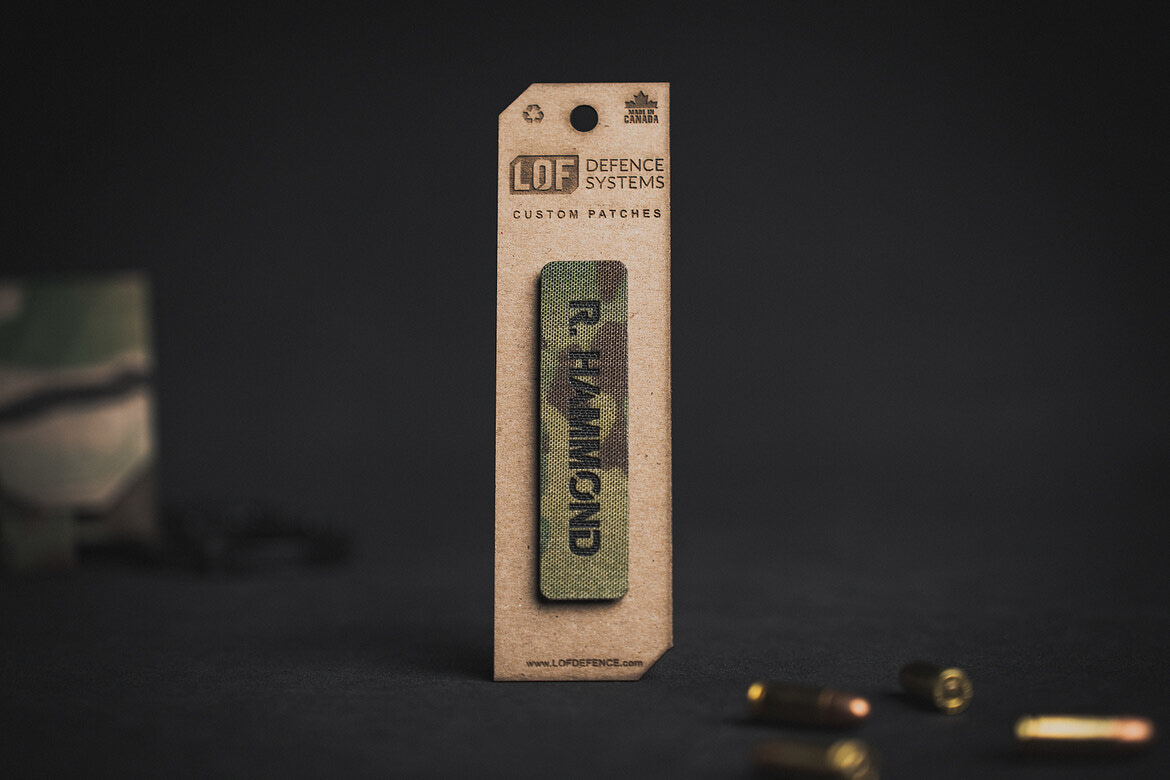 MADE IN
CANADA
LOF DEFENCE
SYSTEMS
CUSTOM PATCHES
R. HAMMOND
www.LOFDEFENCE.com